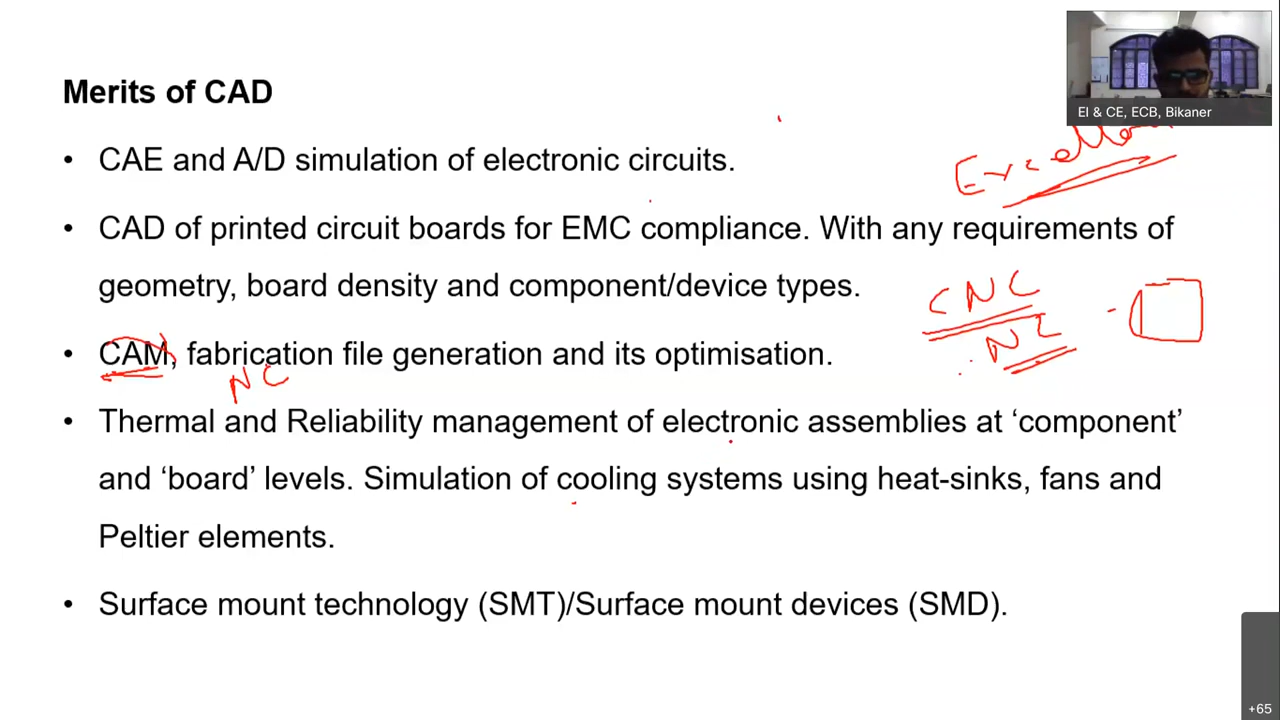 Merits of CAD
EI & CE, ECB, Bikaner
• CAE and A/D simulation of electronic circuits.
• CAD of printed circuit boards for EMC compliance. With any requirements of
geometry, board density and component/device types.
CNC
NC
• CAM, fabrication file generation and its optimisation.
NC
• Thermal and Reliability management of electronic assemblies at ‘component’
and ‘board’ levels. Simulation of cooling systems using heat-sinks, fans and
Peltier elements.
• Surface mount technology (SMT)/Surface mount devices (SMD).
+65